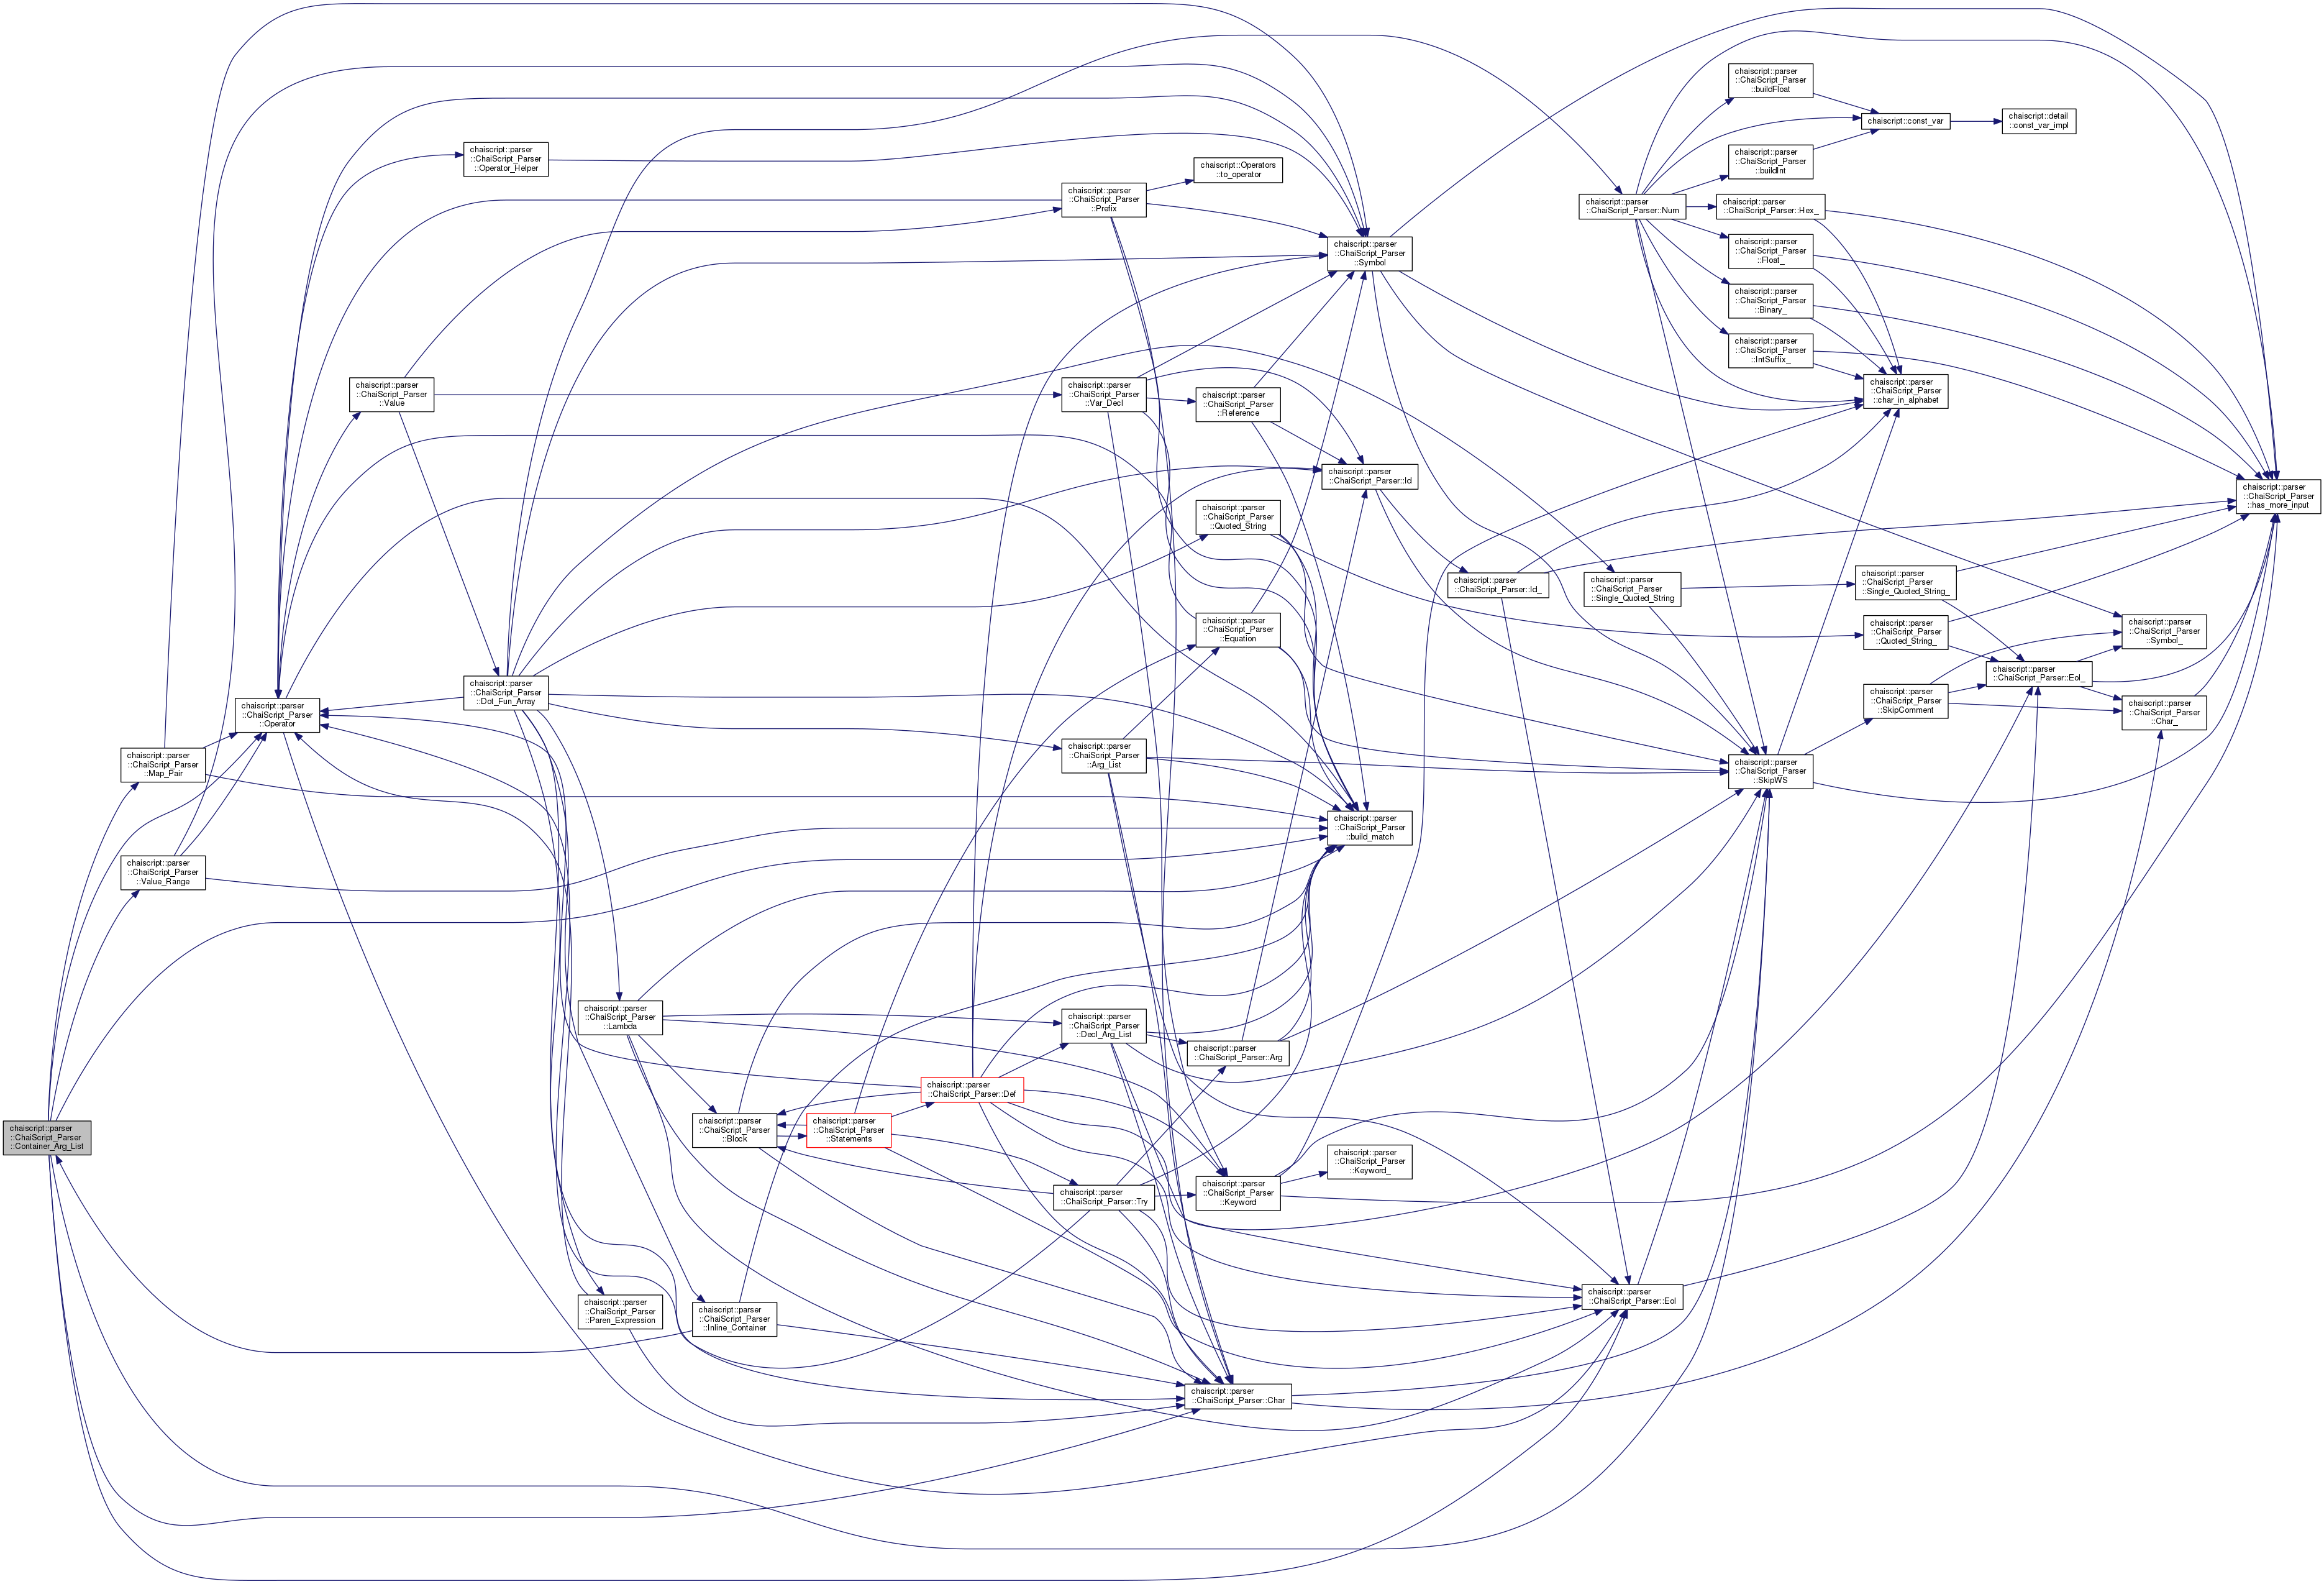 chaiscript::parser
::ChaiScript_Parser
::Container_Arg_List
chaiscript::parser
::ChaiScript_Parser
::Map_Pair
chaiscript::parser
::ChaiScript_Parser
::Value_Range
chaiscript::parser
::ChaiScript_Parser
::Operator
chaiscript::parser
::ChaiScript_Parser
::Value
chaiscript::parser
::ChaiScript_Parser
::Operator_Helper
chaiscript::parser
::ChaiScript_Parser
::Dot_Fun_Array
chaiscript::parser
::ChaiScript_Parser
::Lambda
chaiscript::parser
::ChaiScript_Parser
::Paren_Expression
chaiscript::parser
::ChaiScript_Parser
::Block
chaiscript::parser
::ChaiScript_Parser
::Inline_Container
chaiscript::parser
::ChaiScript_Parser
::Statements
chaiscript::parser
::ChaiScript_Parser::Def
chaiscript::parser
::ChaiScript_Parser
::Prefix
chaiscript::parser
::ChaiScript_Parser
::Var_Decl
chaiscript::parser
::ChaiScript_Parser
::Arg_List
chaiscript::parser
::ChaiScript_Parser
::Decl_Arg_List
chaiscript::parser
::ChaiScript_Parser::Try
chaiscript::Operators
::to_operator
chaiscript::parser
::ChaiScript_Parser
::Reference
chaiscript::parser
::ChaiScript_Parser
::Quoted_String
chaiscript::parser
::ChaiScript_Parser
::Equation
chaiscript::parser
::ChaiScript_Parser::Arg
chaiscript::parser
::ChaiScript_Parser
::Keyword
chaiscript::parser
::ChaiScript_Parser::Char
chaiscript::parser
::ChaiScript_Parser
::Symbol
chaiscript::parser
::ChaiScript_Parser::Id
chaiscript::parser
::ChaiScript_Parser
::build_match
chaiscript::parser
::ChaiScript_Parser
::Keyword_
chaiscript::parser
::ChaiScript_Parser::Id_
chaiscript::parser
::ChaiScript_Parser::Num
chaiscript::parser
::ChaiScript_Parser
::Single_Quoted_String
chaiscript::parser
::ChaiScript_Parser::Eol
chaiscript::parser
::ChaiScript_Parser
::buildFloat
chaiscript::parser
::ChaiScript_Parser
::buildInt
chaiscript::parser
::ChaiScript_Parser::Hex_
chaiscript::parser
::ChaiScript_Parser
::Float_
chaiscript::parser
::ChaiScript_Parser
::Binary_
chaiscript::parser
::ChaiScript_Parser
::IntSuffix_
chaiscript::parser
::ChaiScript_Parser
::SkipWS
chaiscript::const_var
chaiscript::parser
::ChaiScript_Parser
::char_in_alphabet
chaiscript::parser
::ChaiScript_Parser
::Single_Quoted_String_
chaiscript::parser
::ChaiScript_Parser
::Quoted_String_
chaiscript::parser
::ChaiScript_Parser
::SkipComment
chaiscript::detail
::const_var_impl
chaiscript::parser
::ChaiScript_Parser::Eol_
chaiscript::parser
::ChaiScript_Parser
::Symbol_
chaiscript::parser
::ChaiScript_Parser
::Char_
chaiscript::parser
::ChaiScript_Parser
::has_more_input